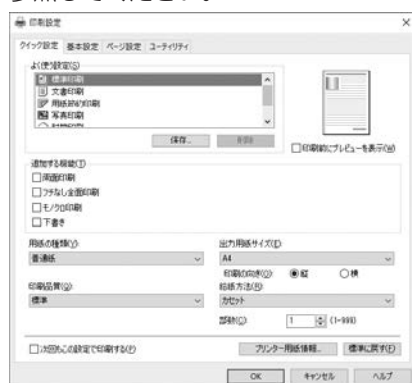 印刷設定
クイック設定 基本設定 ページ設定 ユーティリティ
よく使う設定(S)
標準印刷
文書印刷
用紙節約印刷
写真印刷
保存... 削除
印刷前にプレビューを表示(W)
追加する機能(T)
両面印刷
フチなし全面印刷
モノクロ印刷
下書き
用紙の種類(Y):
普通紙
出力用紙サイズ(Z):
A4
印刷の向き(O): 縦 横
印刷品質(Q):
標準
給紙方法(R):
カセット
部数(C): 1 (1-999)
次回もこの設定で印刷する(P)
プリンター用紙情報... 標準に戻す(F)
OK キャンセル ヘルプ